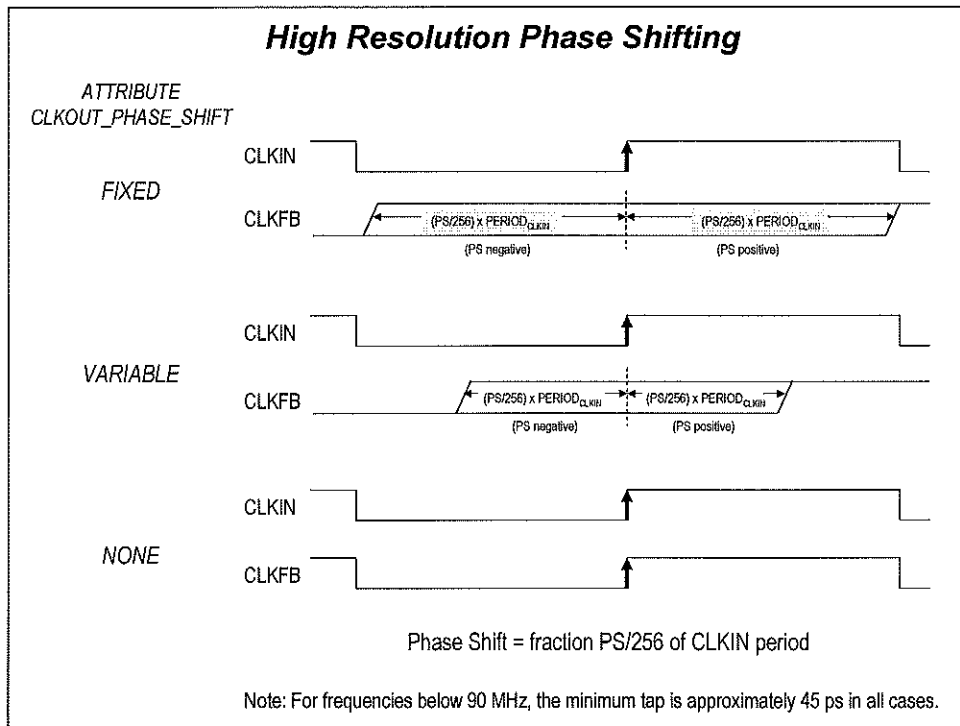 High Resolution Phase Shifting
ATTRIBUTE
CLKOUT_PHASE_SHIFT
CLKIN
FIXED
CLKFB
(PS/256) x PERIODCLKIN
(PS/256) x PERIODCLKIN
(PS negative)
(PS positive)
CLKIN
VARIABLE
CLKFB
(PS/256) x PERIODCLKIN
(PS/256) x PERIODCLKIN
(PS negative)
(PS positive)
CLKIN
NONE
CLKFB
Phase Shift = fraction PS/256 of CLKIN period
Note: For frequencies below 90 MHz, the minimum tap is approximately 45 ps in all cases.